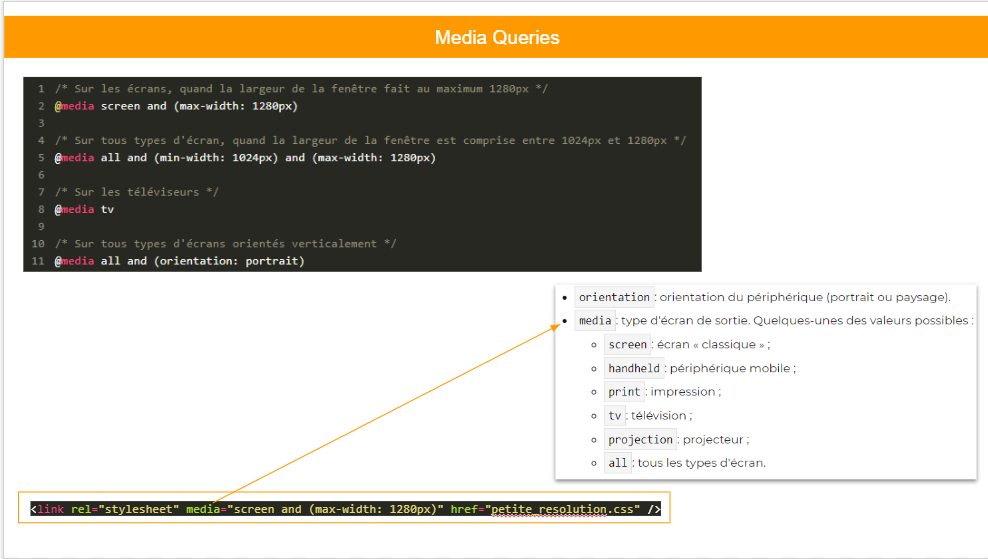 Media Queries
1 /* Sur les écrans, quand la largeur de la fenêtre fait au maximum 1280px */
2 @media screen and (max-width: 1280px)
3
4 /* Sur tous types d'écran, quand la largeur de la fenêtre est comprise entre 1024px et 1280px */
5 @media all and (min-width: 1024px) and (max-width: 1280px)
6
7 /* Sur les téléviseurs */
8 @media tv
9
10 /* Sur tous types d'écrans orientés verticalement */
11 @media all and (orientation: portrait)
• orientation : orientation du périphérique (portrait ou paysage).
• media : type d'écran de sortie. Quelques-unes des valeurs possibles :
◦ screen : écran « classique » ;
◦ handheld : périphérique mobile ;
◦ print : impression ;
◦ tv : télévision ;
◦ projection : projecteur ;
◦ all : tous les types d'écran.
<link rel="stylesheet" media="screen and (max-width: 1280px)" href="petite_resolution.css" />